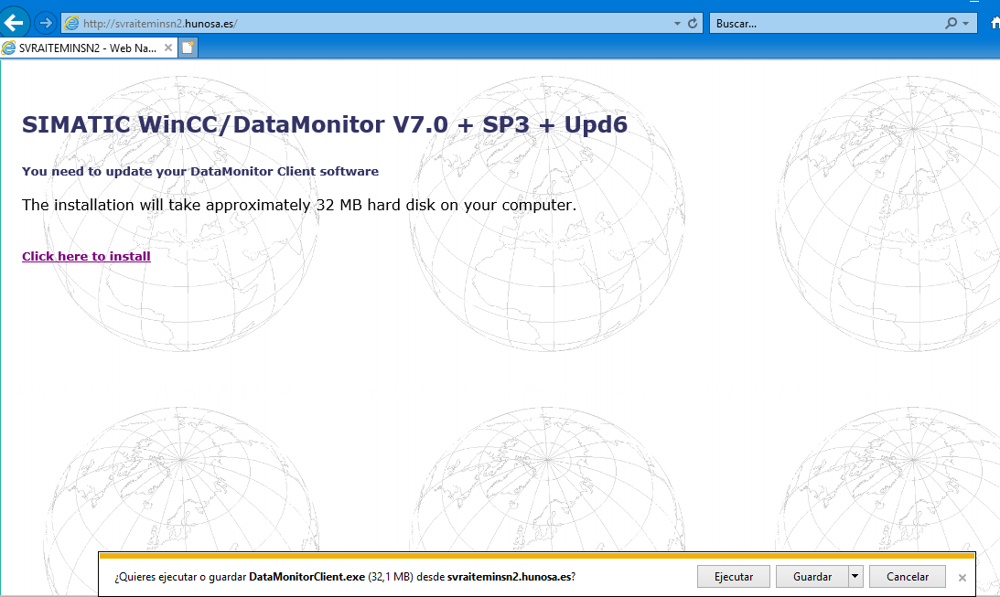 http://svraiteminsn2.hunosa.es/
Buscar...
SVRAITEMINSN2 - Web Na...
SIMATIC WinCC/DataMonitor V7.0 + SP3 + Upd6
You need to update your DataMonitor Client software
The installation will take approximately 32 MB hard disk on your computer.
Click here to install
¿Quieres ejecutar o guardar DataMonitorClient.exe (32,1 MB) desde svraiteminsn2.hunosa.es?
Ejecutar
Guardar
Cancelar